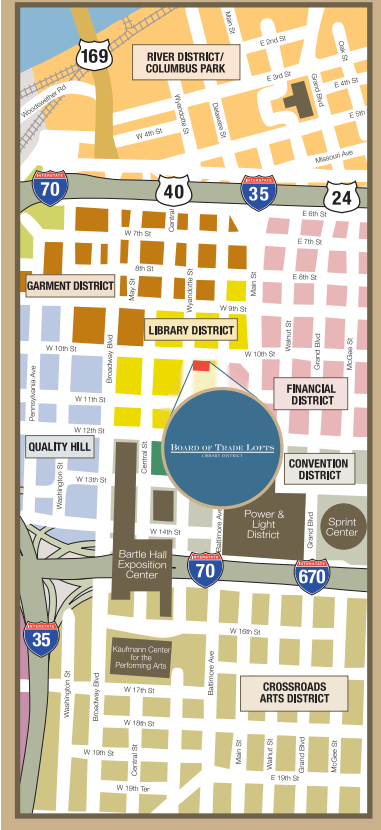 Main St
E 2nd St
Oak St
169
RIVER DISTRICT/
COLUMBUS PARK
E 3rd St
Grand Blvd
E 4th St
Woodswether Rd
Wyandotte St
Delaware St
E 5th
W 4th St
Missouri Ave
INTERSTATE
70
40
INTERSTATE
35
24
Central
E 6th St
W 7th St
E 7th St
8th St
E 8th St
GARMENT DISTRICT
May St
Wyandotte St
Main St
W 9th St
LIBRARY DISTRICT
Broadway Blvd
Walnut St
Grand Blvd
McGee St
W 10th St
W 10th St
Pennsylvania Ave
FINANCIAL
DISTRICT
W 11th St
W 12th St
QUALITY HILL
Central St
BOARD OF TRADE LOFTS
LIBRARY DISTRICT
CONVENTION
DISTRICT
Washington St
W 13th St
Baltimore Ave
Power &
Light
District
Grand Blvd
Sprint
Center
W 14th St
Bartle Hall
Exposition
Center
INTERSTATE
70
INTERSTATE
670
INTERSTATE
35
W 16th St
Kaufmann Center
for the
Performing Arts
Washington St
Broadway Blvd
Baltimore Ave
W 17th St
CROSSROADS
ARTS DISTRICT
W 18th St
W 19th St
Central St
Main St
Walnut St
Grand Blvd
McGee St
E 19th St
W 19th Ter